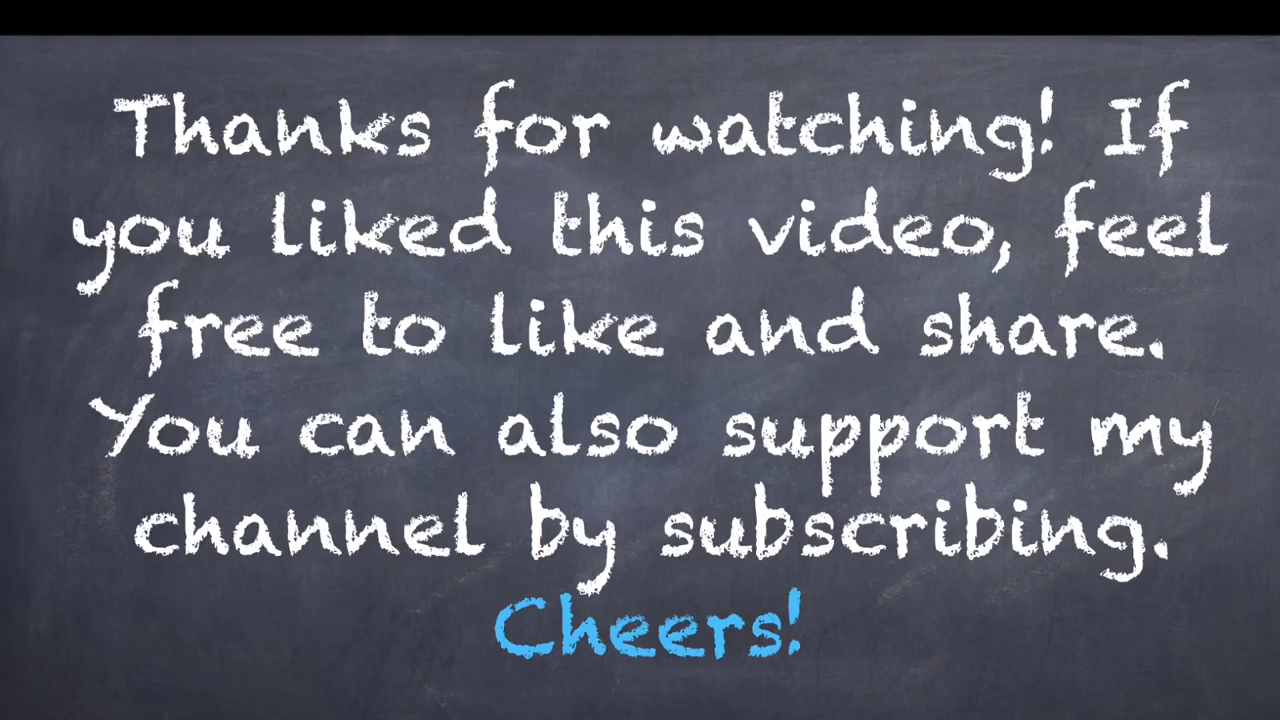 Thanks for watching! If
you liked this video, feel
free to like and share.
You can also support my
channel by subscribing.
Cheers!